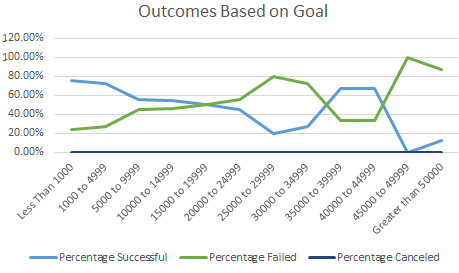 Outcomes Based on Goal
120.00%
100.00%
80.00%
60.00%
40.00%
20.00%
0.00%
Less Than 1000
1000 to 4999
5000 to 9999
10000 to 14999
15000 to 19999
20000 to 24999
25000 to 29999
30000 to 34999
35000 to 39999
40000 to 44999
45000 to 49999
Greater than 50000
Percentage Successful
Percentage Failed
Percentage Canceled